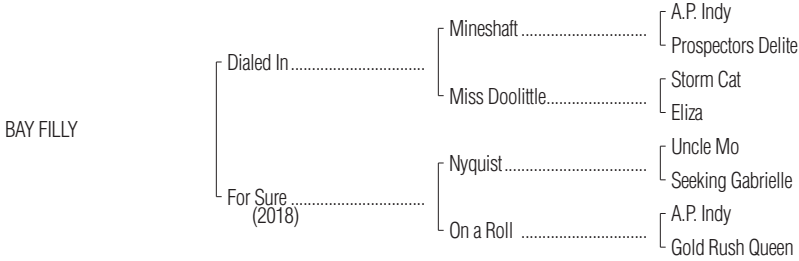 A.P. Indy
Mineshaft ..............................
Prospectors Delite
Dialed In ................................
Storm Cat
Miss Doolittle........................
Eliza
BAY FILLY
Uncle Mo
Nyquist..................................
Seeking Gabrielle
For Sure ................................
(2018)
A.P. Indy
On a Roll ..............................
Gold Rush Queen